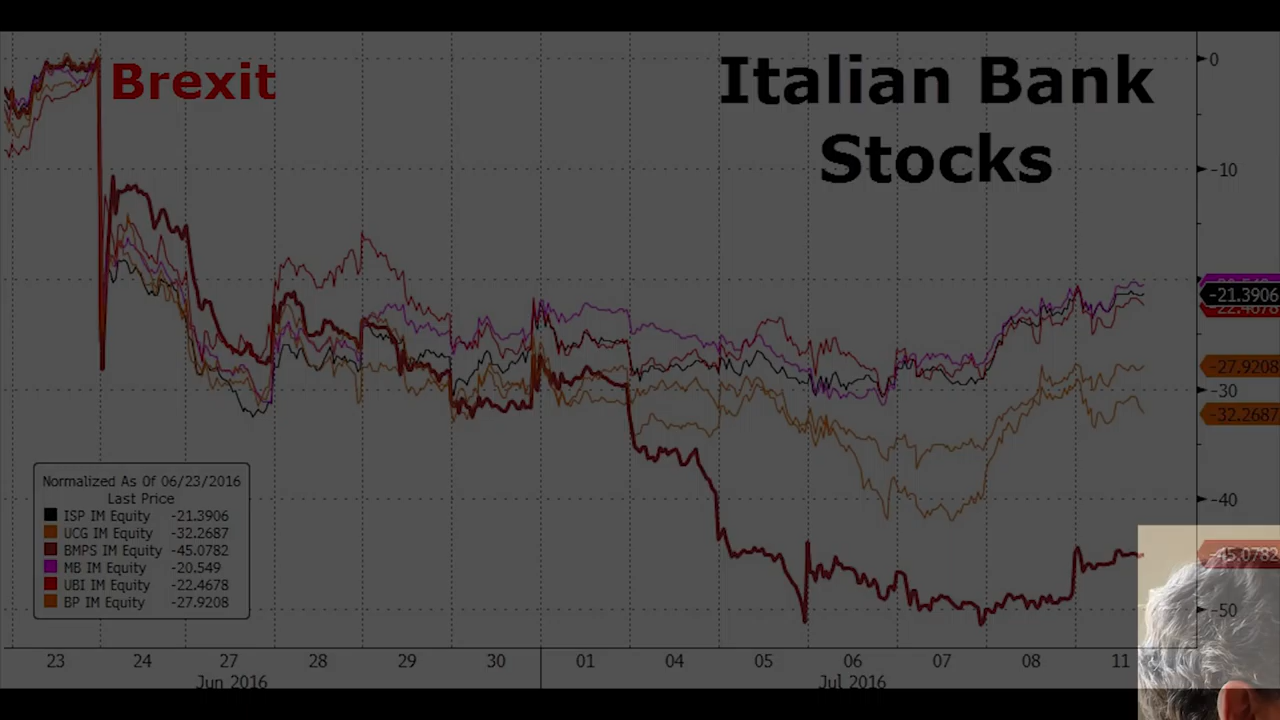 Brexit
Italian Bank
Stocks
0
-10
-21.3906
22.4678
-27.9208
-30
-32.2687
-40
-45.0782
-50
Normalized As Of 06/23/2016
Last Price
ISP IM Equity -21.3906
UCG IM Equity -32.2687
BMPS IM Equity -45.0782
MB IM Equity -20.549
UBI IM Equity -22.4678
BP IM Equity -27.9208
23 24 27 28 29 30 01 04 05 06 07 08 11
Jun 2016 Jul 2016